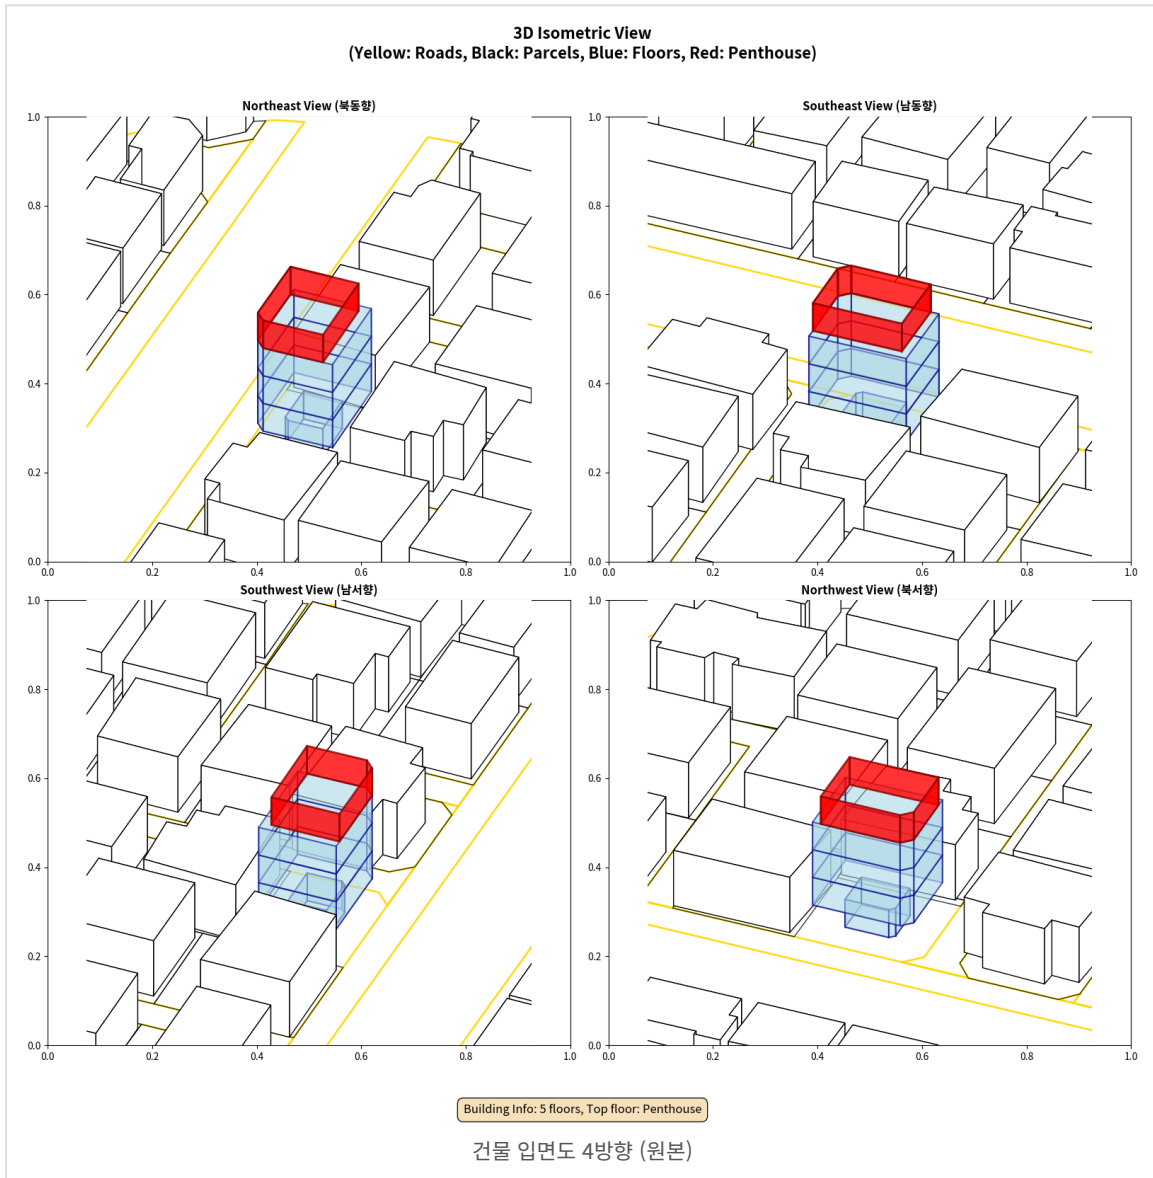 3D Isometric View
(Yellow: Roads, Black: Parcels, Blue: Floors, Red: Penthouse)
Northeast View (북동향)
1.0
0.8
0.6
0.4
0.2
0.0
0.0 0.2 0.4 0.6 0.8 1.0
Southeast View (남동향)
1.0
0.8
0.6
0.4
0.2
0.0
0.0 0.2 0.4 0.6 0.8 1.0
Southwest View (남서향)
1.0
0.8
0.6
0.4
0.2
0.0
0.0 0.2 0.4 0.6 0.8 1.0
Northwest View (북서향)
1.0
0.8
0.6
0.4
0.2
0.0
0.0 0.2 0.4 0.6 0.8 1.0
Building Info: 5 floors, Top floor: Penthouse
건물 입면도 4방향 (원본)